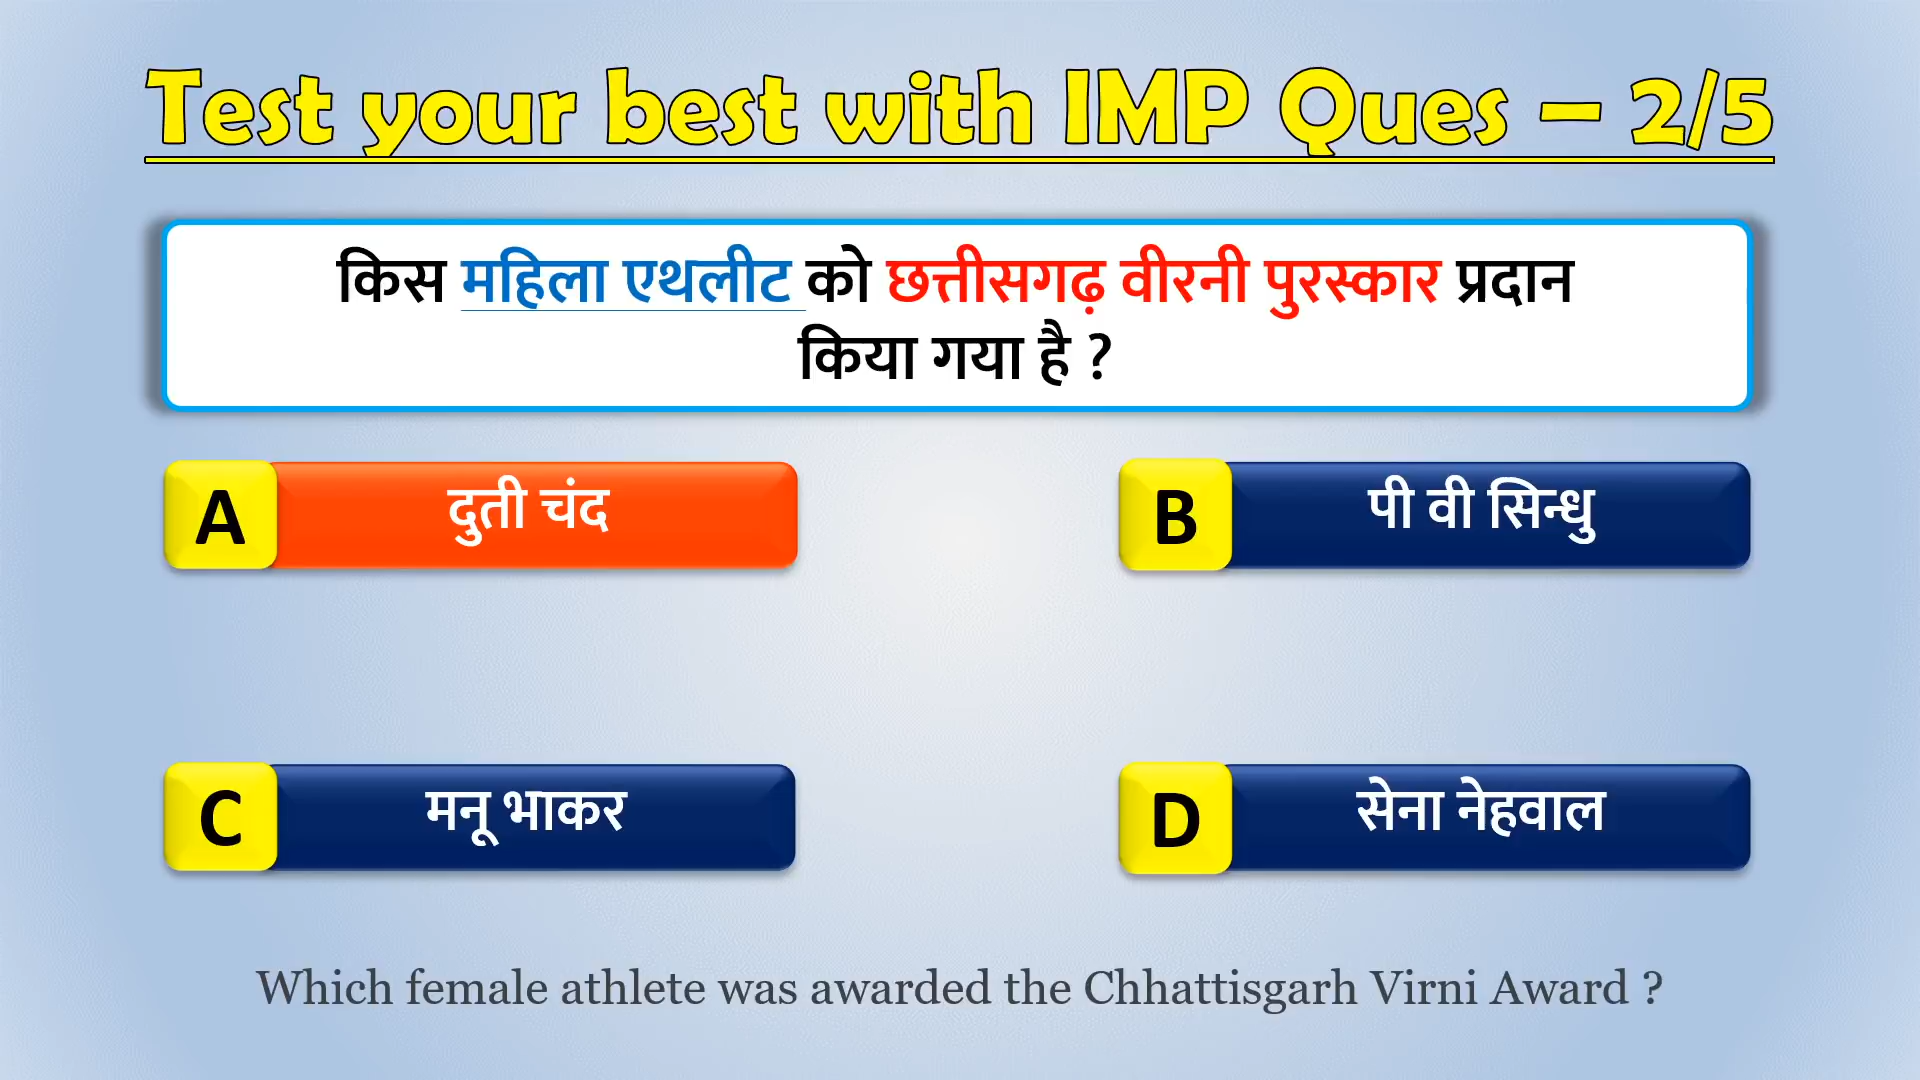 Test your best with IMP Ques – 2/5
किस महिला एथलीट को छत्तीसगढ़ वीरनी पुरस्कार प्रदान
किया गया है ?
A दुती चंद
B पी वी सिन्धु
C मनू भाकर
D सेना नेहवाल
Which female athlete was awarded the Chhattisgarh Virni Award ?